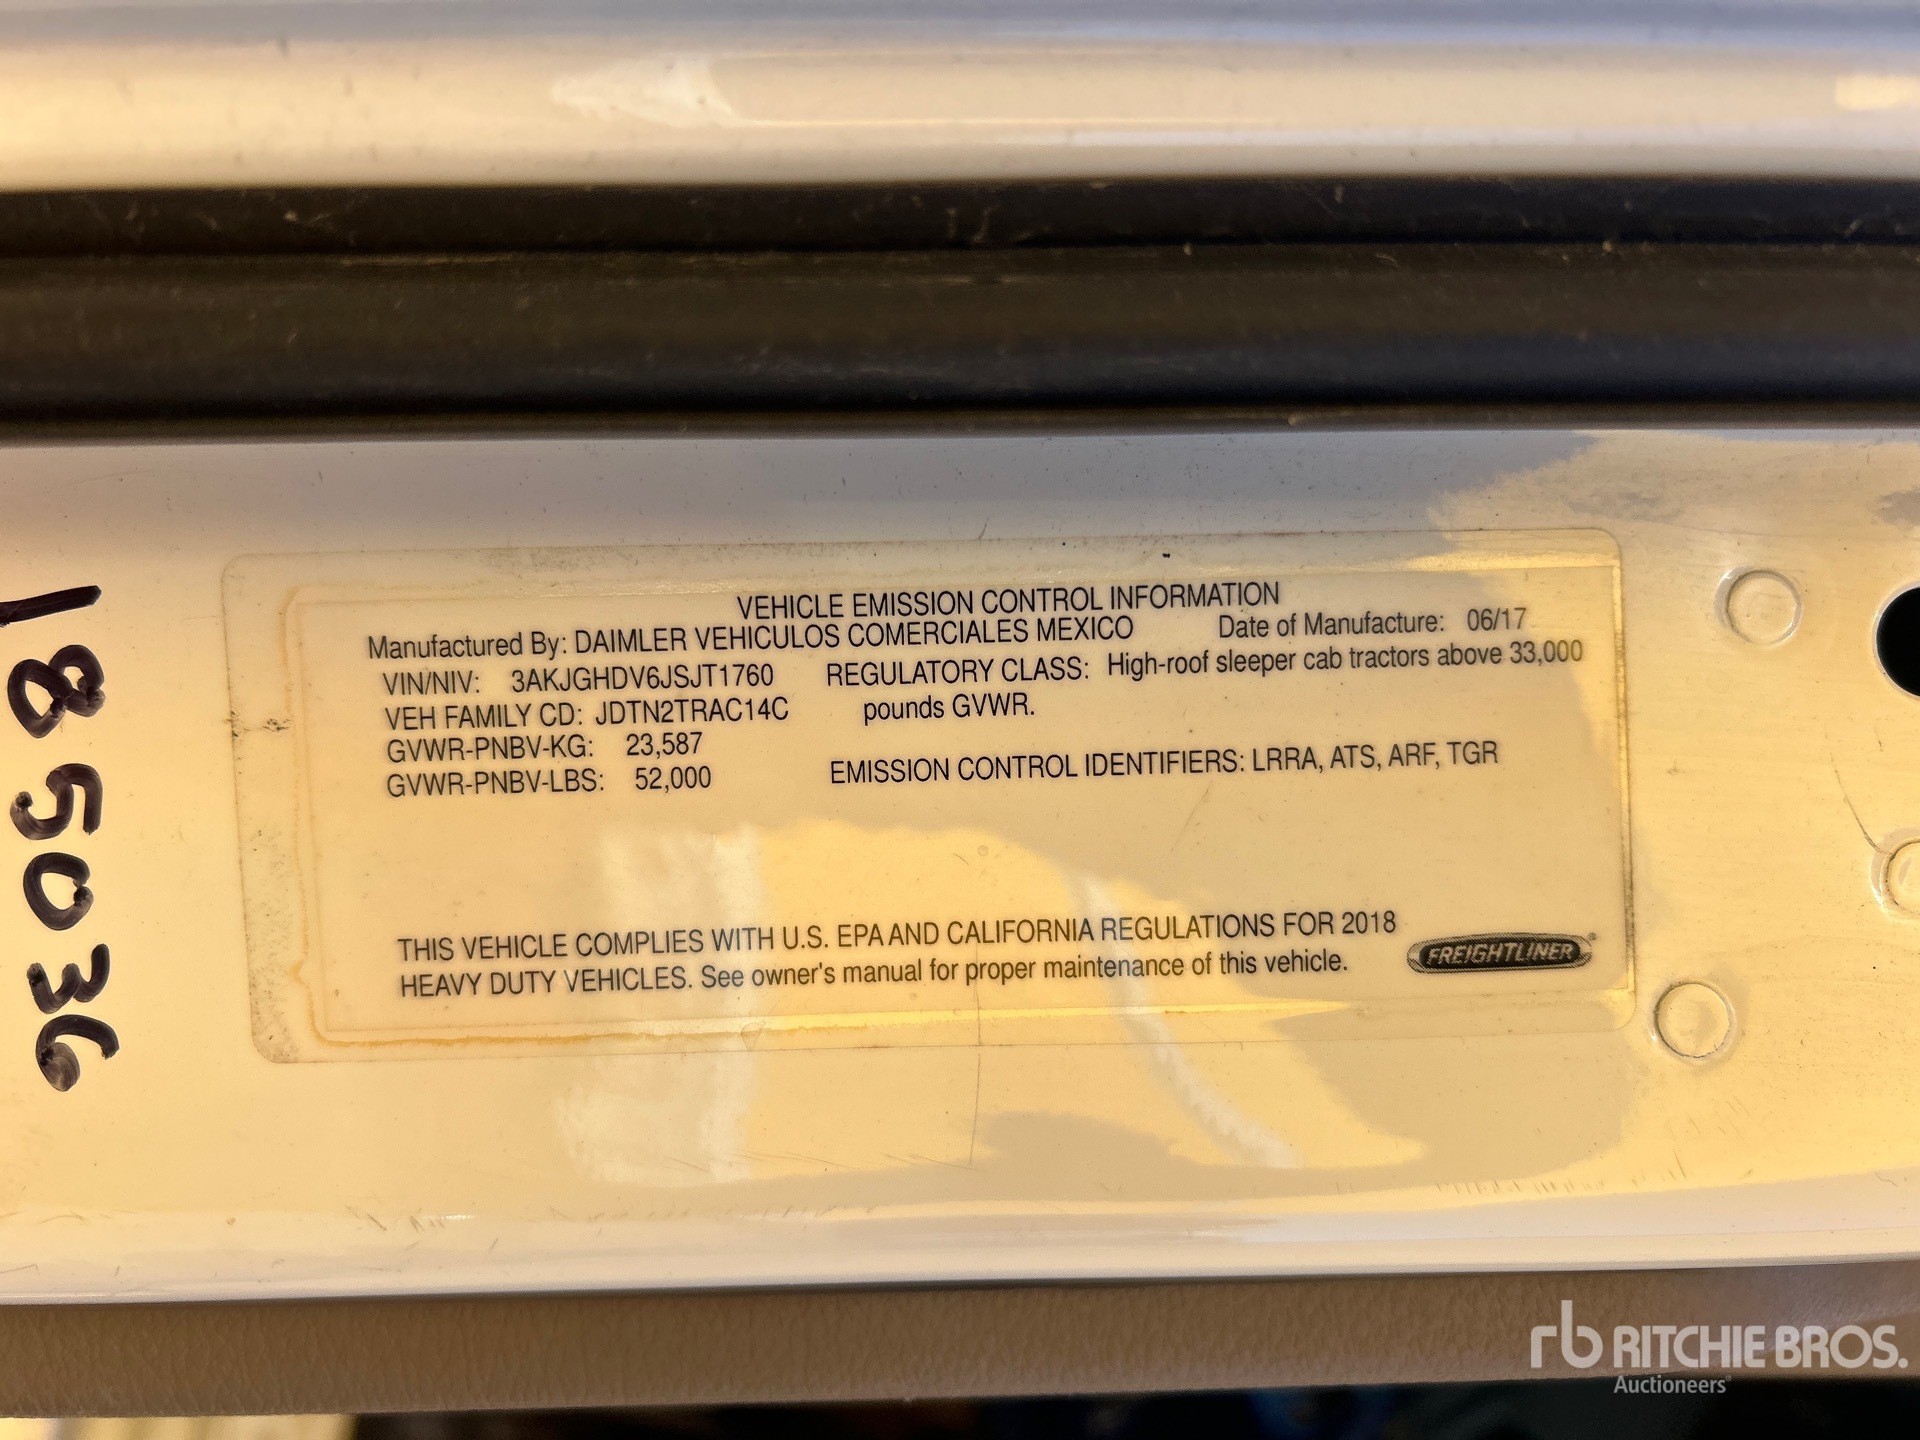 VEHICLE EMISSION CONTROL INFORMATION
Manufactured By: DAIMLER VEHICULOS COMERCIALES MEXICO Date of Manufacture: 06/17
VIN/NIV: 3AKJGHDV6JSJT1760 REGULATORY CLASS: High-roof sleeper cab tractors above 33,000
VEH FAMILY CD: JDTN2TRAC14C pounds GVWR.
GVWR-PNBV-KG: 23,587
GVWR-PNBV-LBS: 52,000 EMISSION CONTROL IDENTIFIERS: LRRA, ATS, ARF, TGR
THIS VEHICLE COMPLIES WITH U.S. EPA AND CALIFORNIA REGULATIONS FOR 2018
HEAVY DUTY VEHICLES. See owner's manual for proper maintenance of this vehicle.
FREIGHTLINER
185036
rb RITCHIE BROS.
Auctioneers